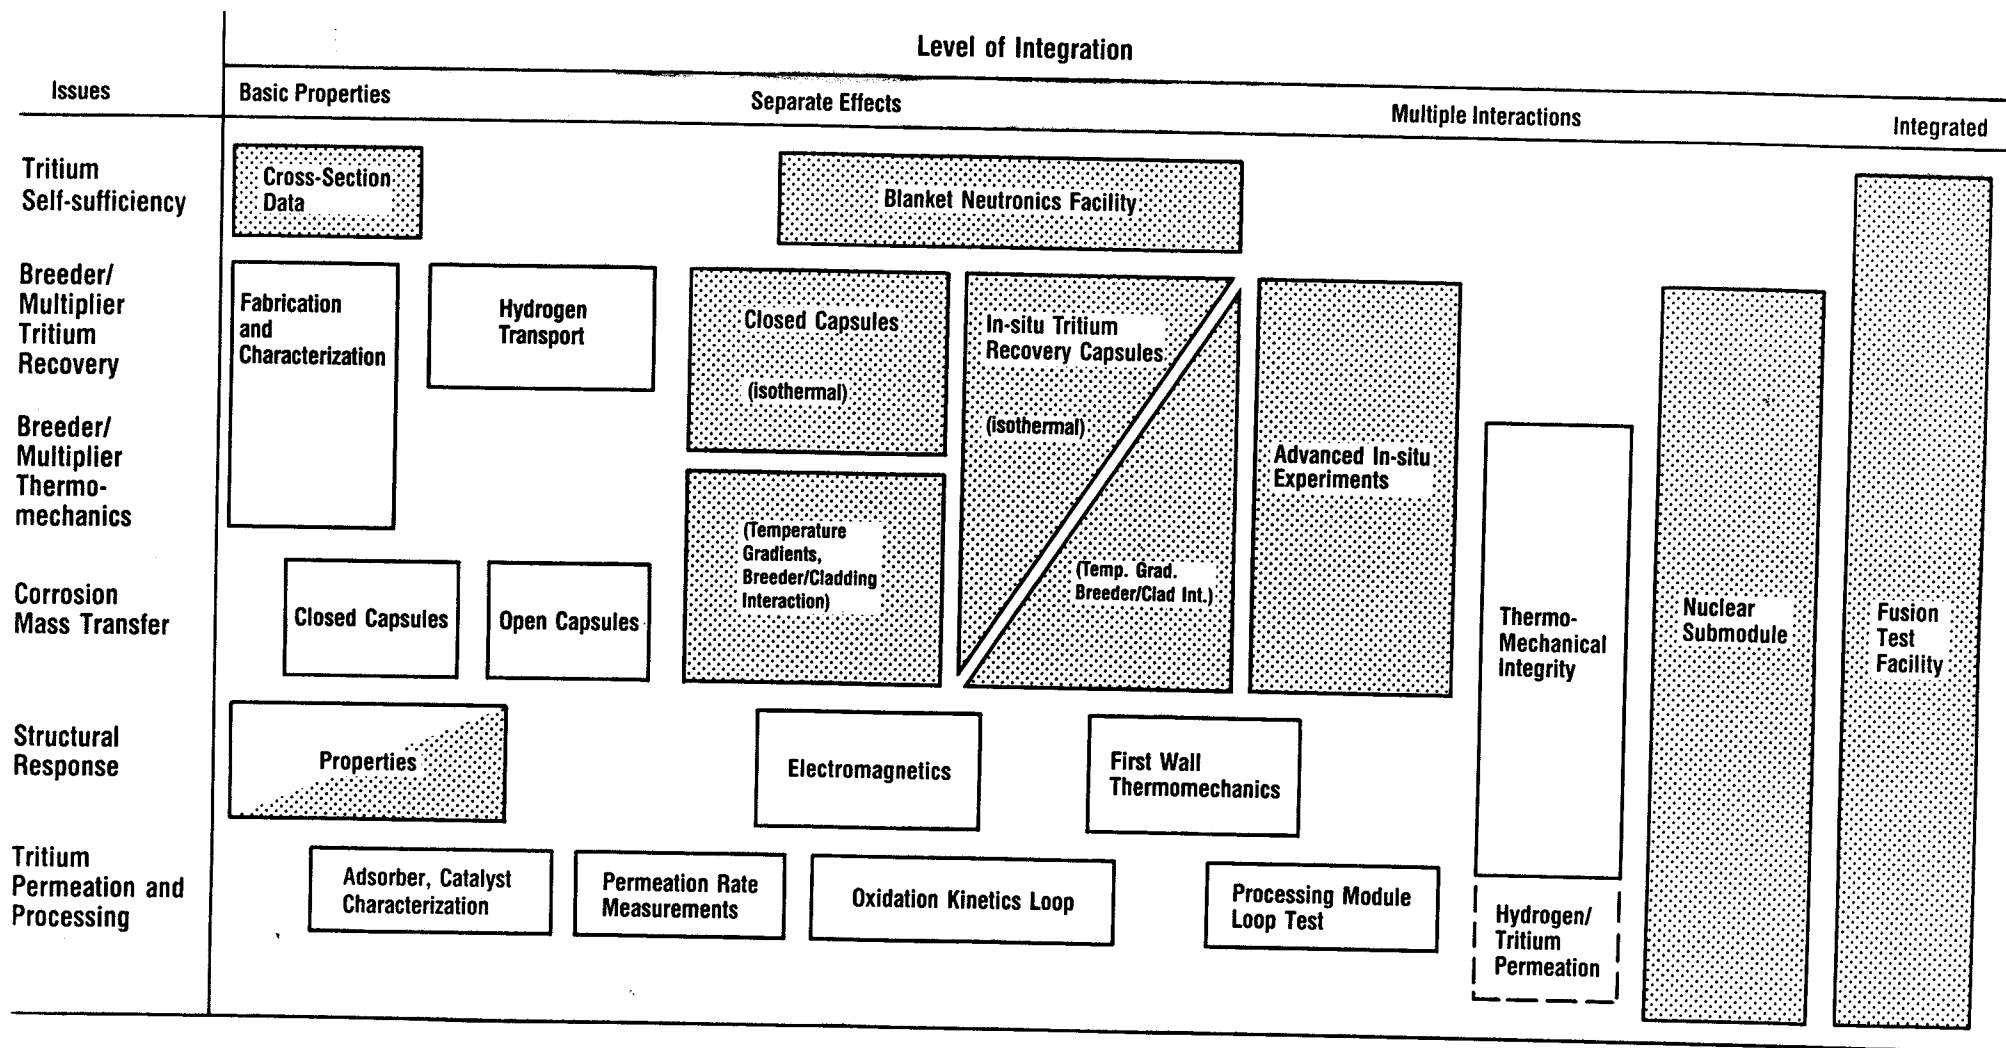 Level of Integration
Issues
Basic Properties
Separate Effects
Multiple Interactions
Integrated
Tritium
Self-sufficiency
Cross-Section
Data
Blanket Neutronics Facility
Breeder/
Multiplier
Tritium
Recovery
Fabrication
and
Characterization
Hydrogen
Transport
Closed Capsules
(isothermal)
In-situ Tritium
Recovery Capsules
(isothermal)
Advanced In-situ
Experiments
Breeder/
Multiplier
Thermo-
mechanics
(Temperature
Gradients,
Breeder/Cladding
Interaction)
(Temp. Grad.
Breeder/Clad Int.)
Corrosion
Mass Transfer
Closed Capsules
Open Capsules
Thermo-
Mechanical
Integrity
Nuclear
Submodule
Fusion
Test
Facility
Structural
Response
Properties
Electromagnetics
First Wall
Thermomechanics
Tritium
Permeation and
Processing
Adsorber, Catalyst
Characterization
Permeation Rate
Measurements
Oxidation Kinetics Loop
Processing Module
Loop Test
Hydrogen/
Tritium
Permeation